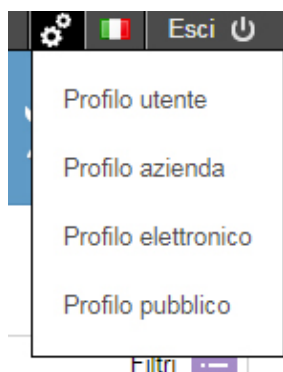 Esci
Profilo utente
Profilo azienda
Profilo elettronico
Profilo pubblico
Filtri